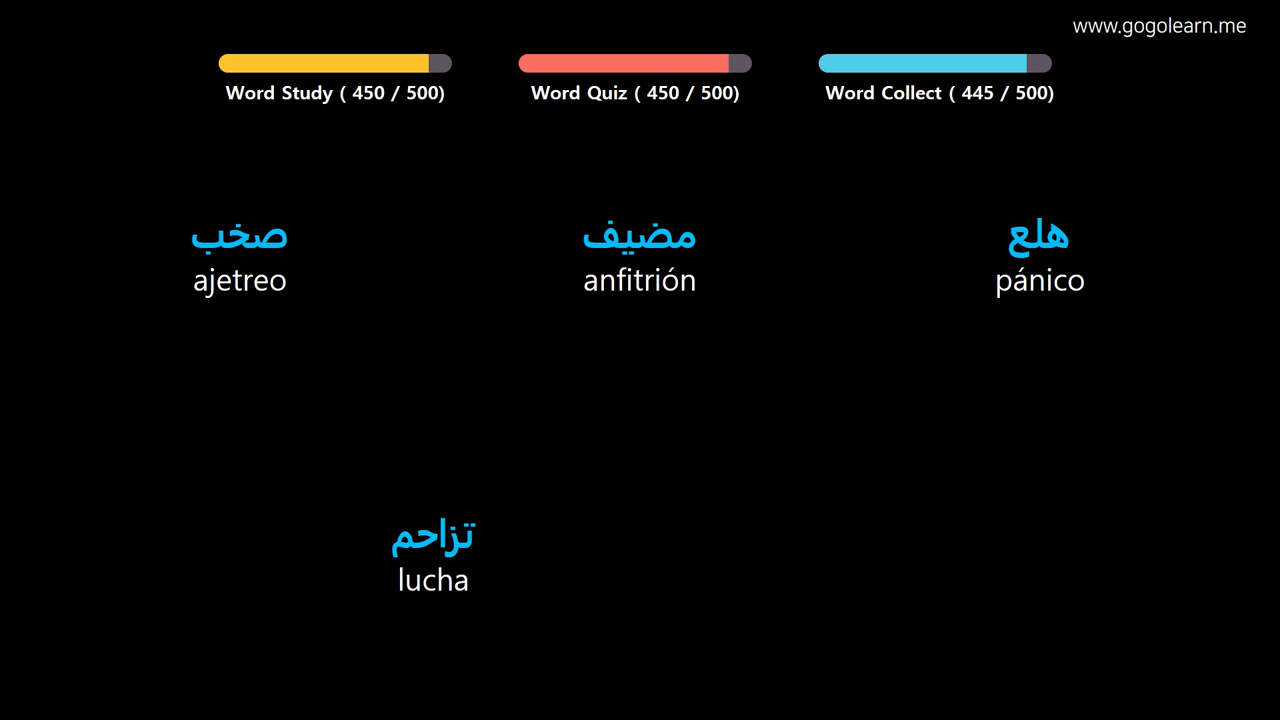 www.gogolearn.me
Word Study ( 450 / 500)
Word Quiz ( 450 / 500)
Word Collect ( 445 / 500)
صخب
ajetreo
مضيف
anfitrión
هلع
pánico
تزاحم
lucha